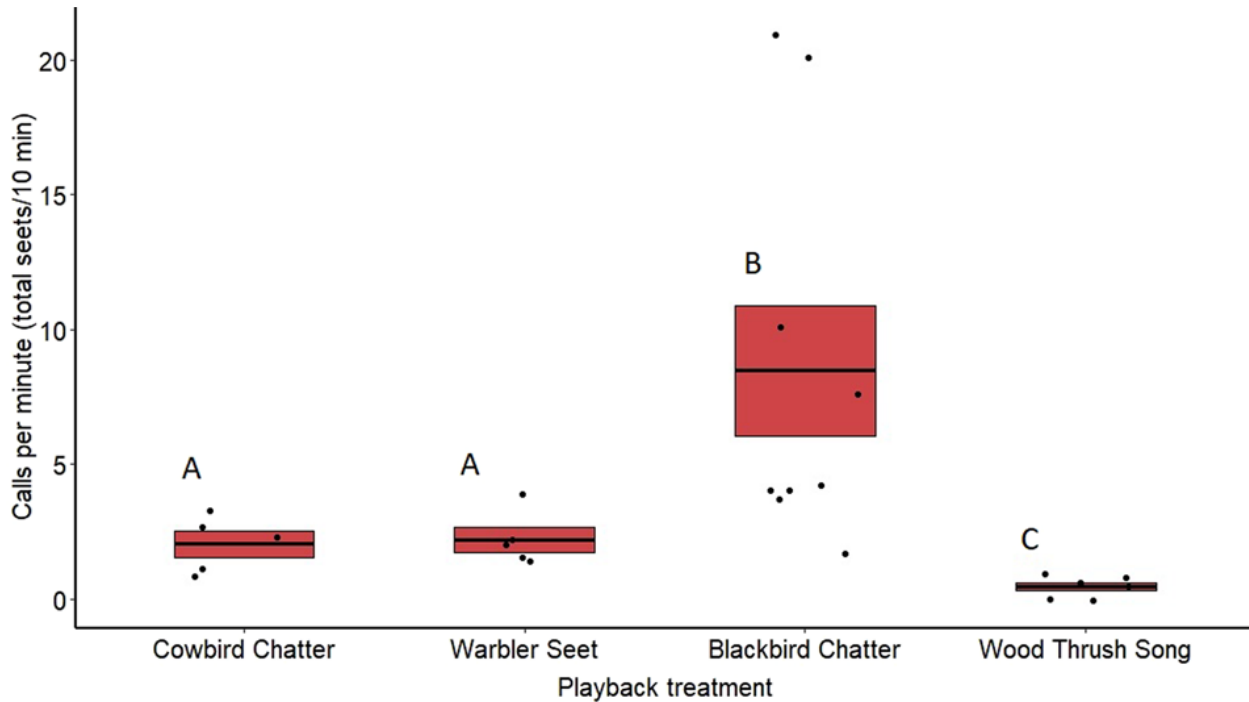 Calls per minute (total seets/10 min)
20
15
10
5
0
A
A
B
C
Cowbird Chatter
Warbler Seet
Blackbird Chatter
Wood Thrush Song
Playback treatment